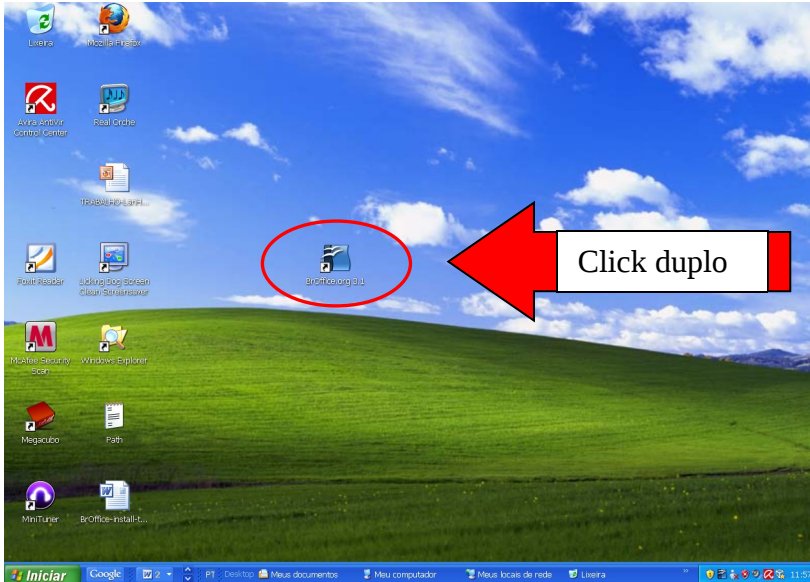 Lixeira
Mozilla Firefox
Avira AntiVir
Control Center
Real Orche
TRABALHO-LanH...
Foxit Reader
Licking Dog Screen
Clean Screensaver
BrOffice.org 3.1
Click duplo
McAfee Security
Scan
Windows Explorer
Megacubo
Path
MiniTuner
BrOffice-install-t...
Iniciar
Google
2
PT
Desktop
Meus documentos
Meu computador
Meus locais de rede
Lixeira
»